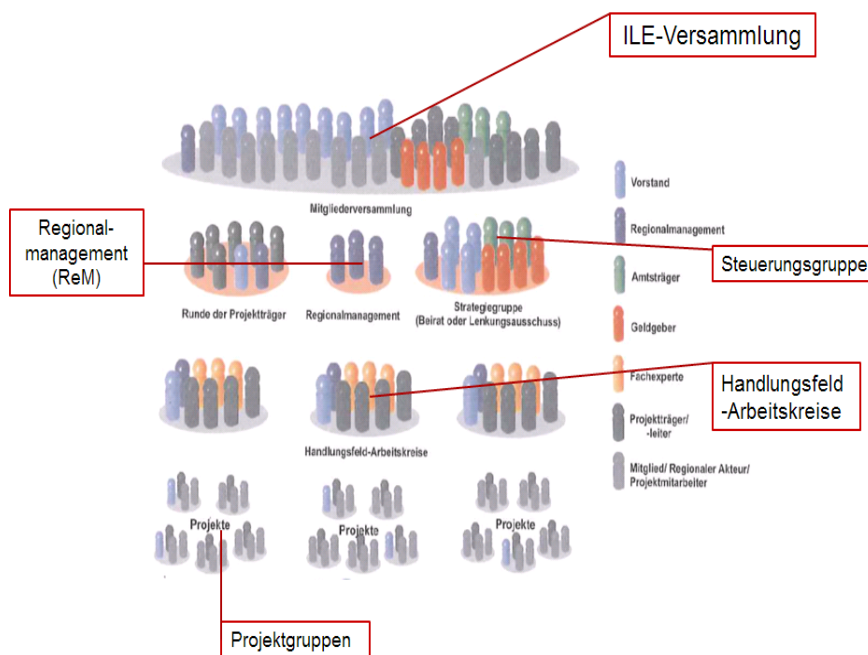 ILE-Versammlung
Mitgliederversammlung
Vorstand
Regionalmanagement
Amtsträger
Geldgeber
Fachexperte
Projektträger/
-leiter
Mitglied/ Regionaler Akteur/
Projektmitarbeiter
Regional-
management
(ReM)
Steuerungsgruppe
Runde der Projektträger
Regionalmanagement
Strategiegruppe
(Beirat oder Lenkungsausschuss)
Handlungsfeld
-Arbeitskreise
Handlungsfeld-Arbeitskreise
Projekte
Projekte
Projekte
Projektgruppen